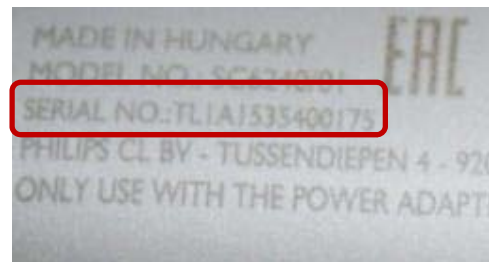 MADE IN HUNGARY
EAC
MODEL NO.: SC6240/01
SERIAL NO.:TL1A1535400175
PHILIPS CL BV - TUSSENDIEPEN 4 - 920
ONLY USE WITH THE POWER ADAPT